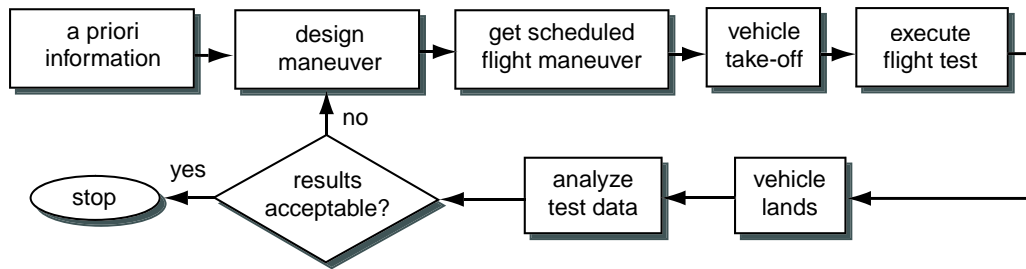 a priori
information
design
maneuver
get scheduled
flight maneuver
vehicle
take-off
execute
flight test
no
yes
stop
results
acceptable?
analyze
test data
vehicle
lands